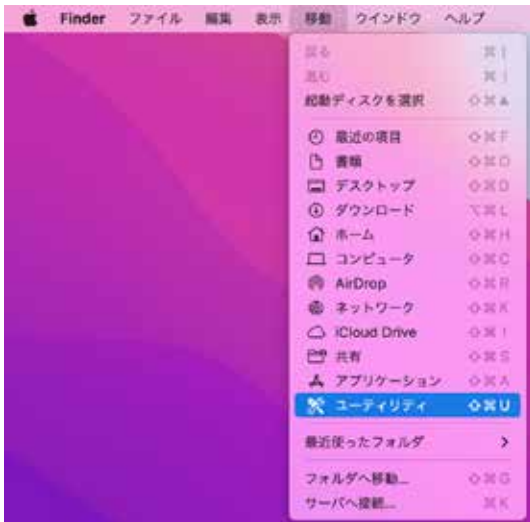 Finder ファイル 編集 表示 移動 ウインドウ ヘルプ
戻る ⌘[
進む ⌘]
起動ディスクを選択 ⇧⌘▲
最近の項目 ⇧⌘F
書類 ⇧⌘O
デスクトップ ⇧⌘D
ダウンロード ⌥⌘L
ホーム ⇧⌘H
コンピュータ ⇧⌘C
AirDrop ⇧⌘R
ネットワーク ⇧⌘K
iCloud Drive ⇧⌘I
共有 ⇧⌘S
アプリケーション ⇧⌘A
ユーティリティ ⇧⌘U
最近使ったフォルダ
フォルダへ移動... ⇧⌘G
サーバへ接続... ⌘K